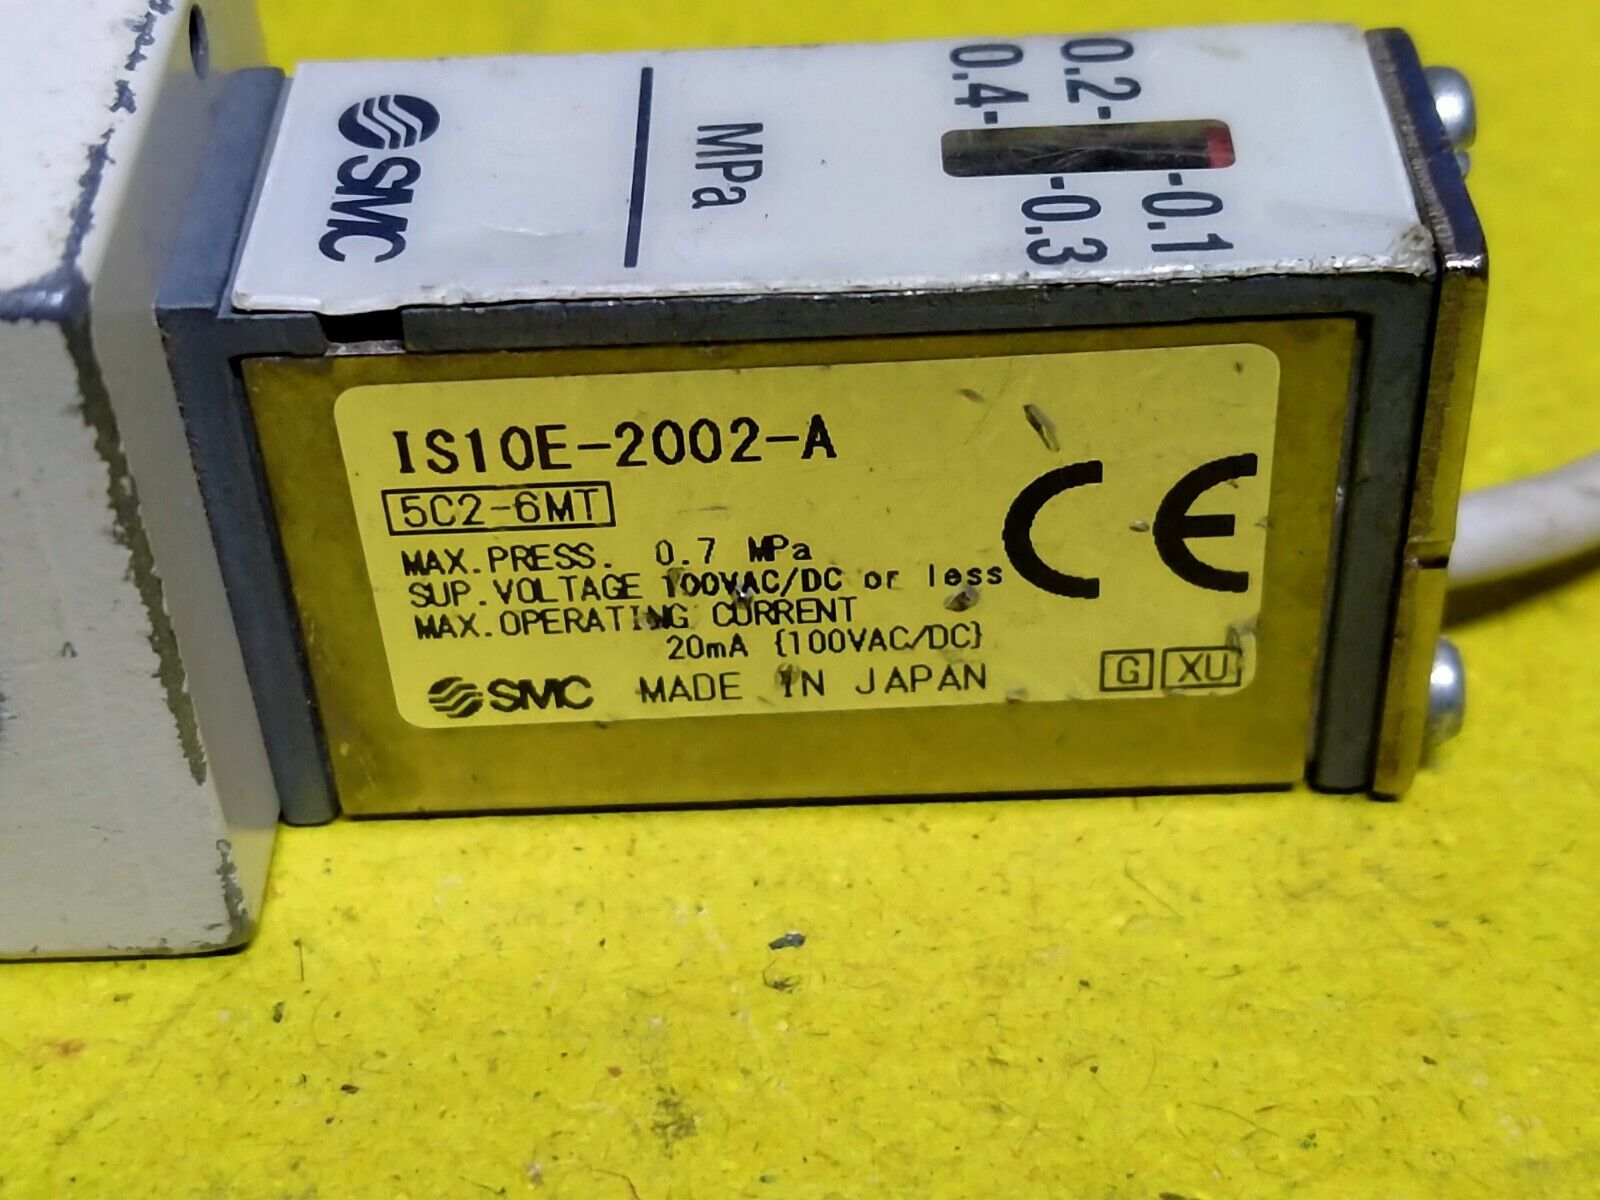 SMC
MPa
0.4-
0.2-
-0.3
-0.1
IS10E-2002-A
5C2-6MT
MAX.PRESS. 0.7 MPa
SUP.VOLTAGE 100VAC/DC or less
MAX.OPERATING CURRENT
20mA {100VAC/DC}
SMC MADE IN JAPAN
G XU
CE